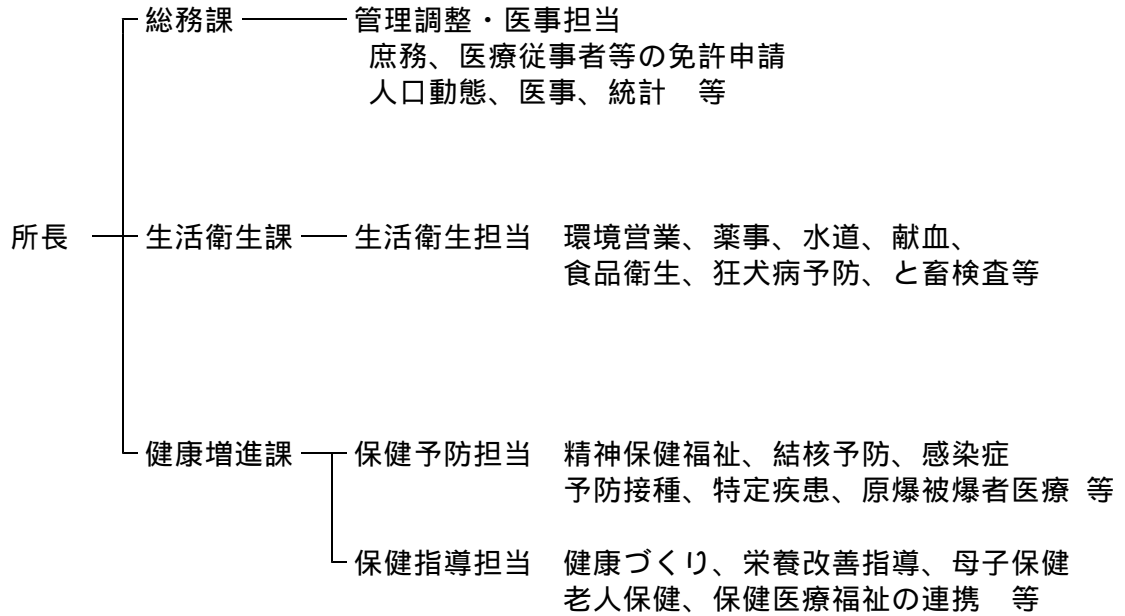 総務課 管理調整・医事担当
庶務、医療従事者等の免許申請
人口動態、医事、統計 等
所長 生活衛生課 生活衛生担当 環境営業、薬事、水道、献血、
食品衛生、狂犬病予防、と畜検査等
健康増進課 保健予防担当 精神保健福祉、結核予防、感染症
予防接種、特定疾患、原爆被爆者医療 等
保健指導担当 健康づくり、栄養改善指導、母子保健
老人保健、保健医療福祉の連携 等